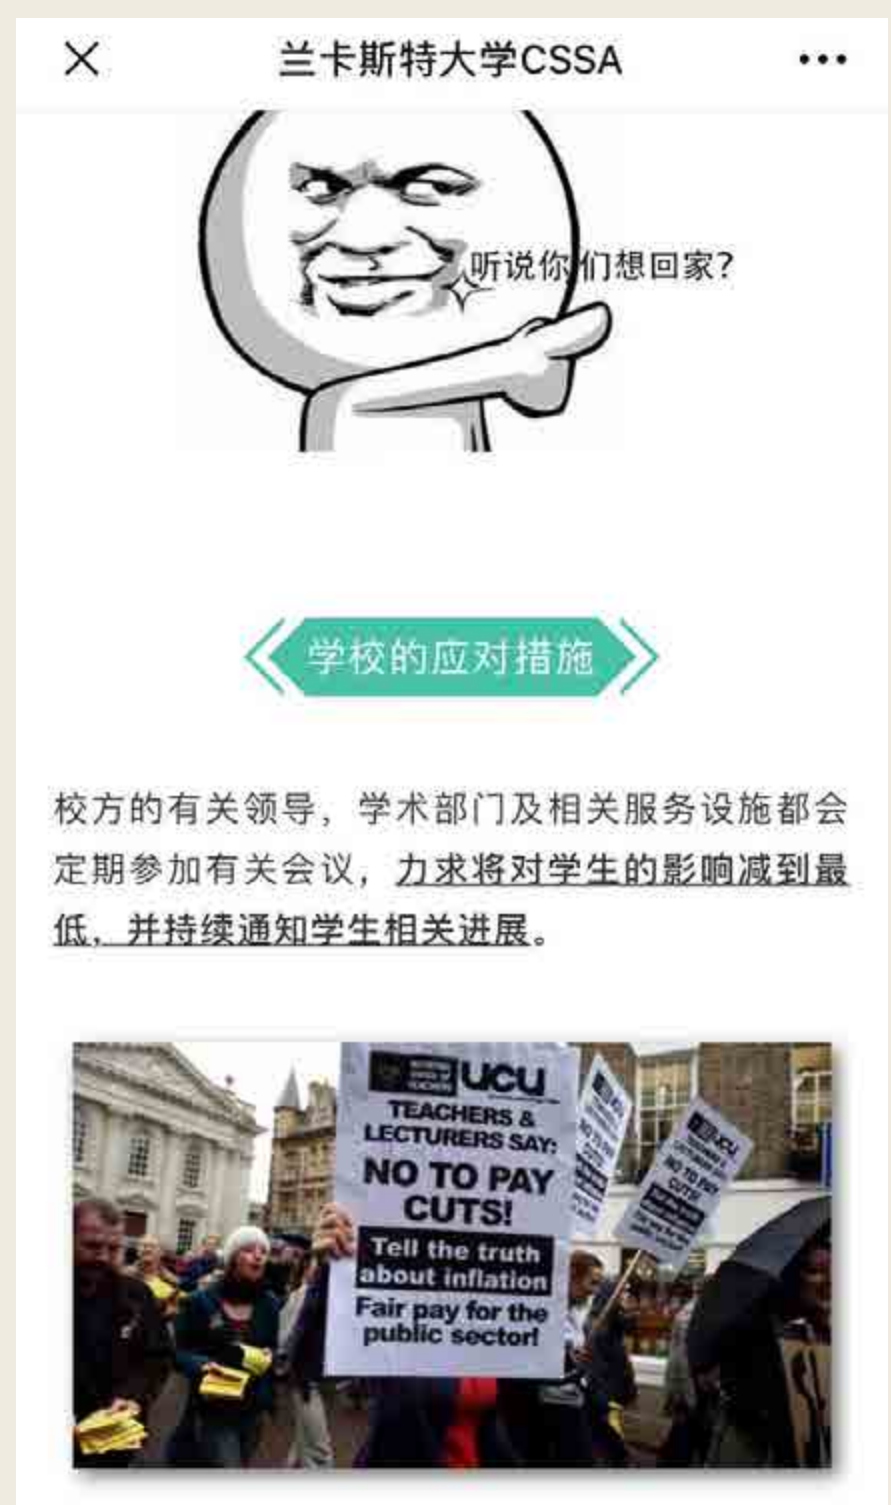 兰卡斯特大学CSSA
听说你们想回家？
学校的应对措施
校方的有关领导，学术部门及相关服务设施都会
定期参加有关会议，力求将对学生的影响减到最
低，并持续通知学生相关进展。
UCU
TEACHERS &
LECTURERS SAY:
NO TO PAY
CUTS!
Tell the truth
about inflation
Fair pay for the
public sector!
UCU
NO TO PAY
CUTS!